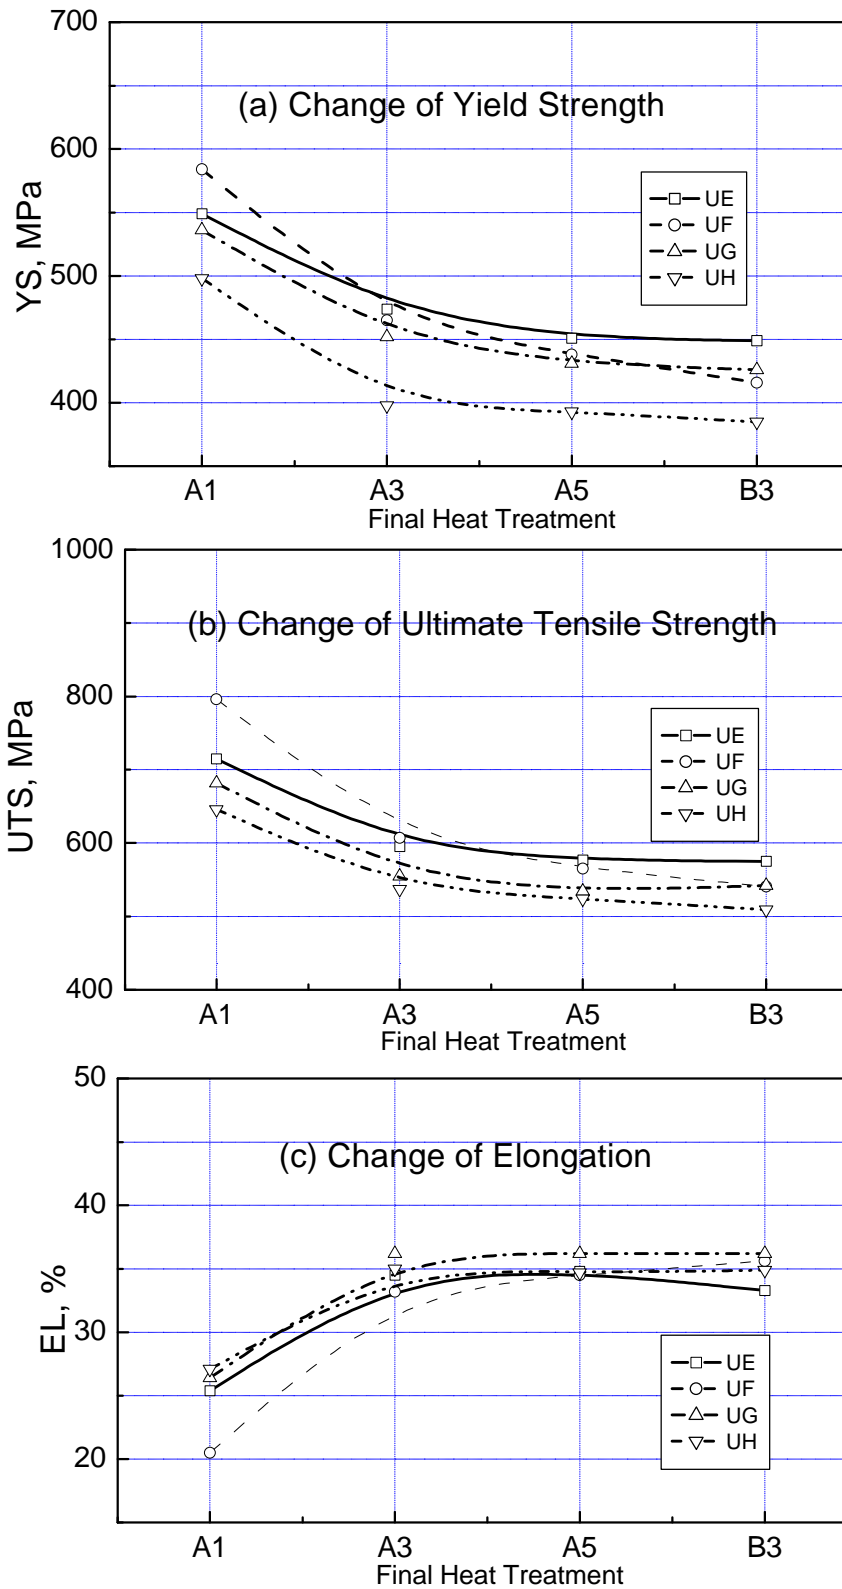 700
(a) Change of Yield Strength
600
UE
UF
UG
UH
500
400
YS, MPa
A1 A3 A5 B3
Final Heat Treatment
1000
(b) Change of Ultimate Tensile Strength
800
UE
UF
UG
UH
600
400
UTS, MPa
A1 A3 A5 B3
Final Heat Treatment
50
(c) Change of Elongation
40
30
UE
UF
UG
UH
20
EL, %
A1 A3 A5 B3
Final Heat Treatment